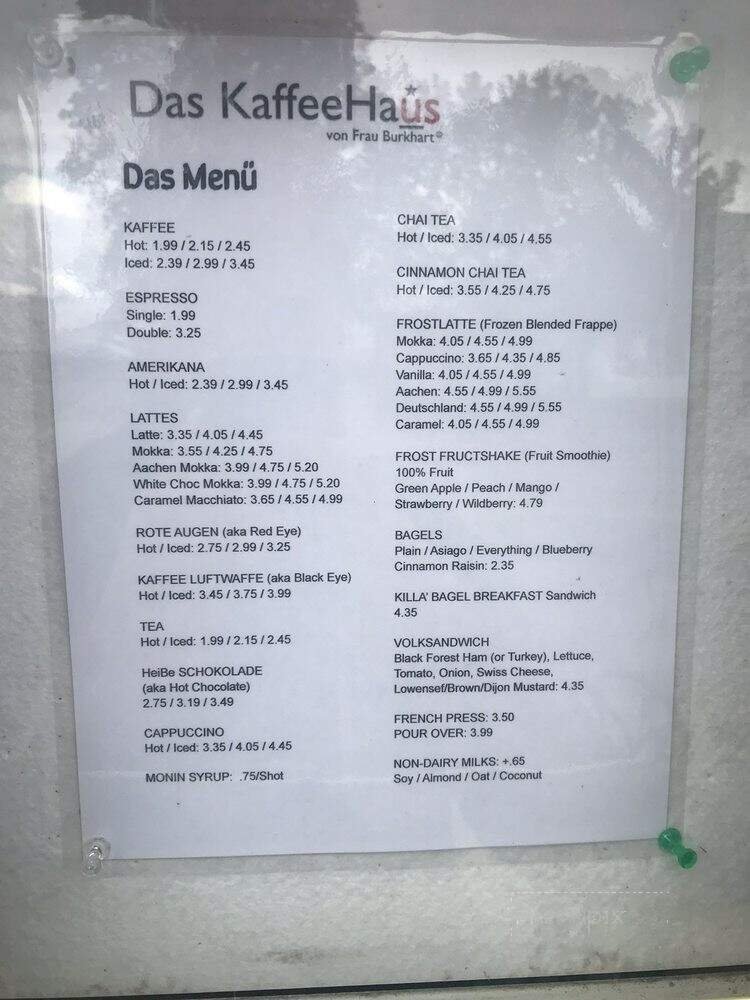 Das KaffeeHaüs
von Frau Burkhart®
Das Menü
KAFFEE
Hot: 1.99 / 2.15 / 2.45
Iced: 2.39 / 2.99 / 3.45
ESPRESSO
Single: 1.99
Double: 3.25
AMERIKANA
Hot / Iced: 2.39 / 2.99 / 3.45
LATTES
Latte: 3.35 / 4.05 / 4.45
Mokka: 3.55 / 4.25 / 4.75
Aachen Mokka: 3.99 / 4.75 / 5.20
White Choc Mokka: 3.99 / 4.75 / 5.20
Caramel Macchiato: 3.65 / 4.55 / 4.99
ROTE AUGEN (aka Red Eye)
Hot / Iced: 2.75 / 2.99 / 3.25
KAFFEE LUFTWAFFE (aka Black Eye)
Hot / Iced: 3.45 / 3.75 / 3.99
TEA
Hot / Iced: 1.99 / 2.15 / 2.45
HeiBe SCHOKOLADE
(aka Hot Chocolate)
2.75 / 3.19 / 3.49
CAPPUCCINO
Hot / Iced: 3.35 / 4.05 / 4.45
MONIN SYRUP: .75/Shot
CHAI TEA
Hot / Iced: 3.35 / 4.05 / 4.55
CINNAMON CHAI TEA
Hot / Iced: 3.55 / 4.25 / 4.75
FROSTLATTE (Frozen Blended Frappe)
Mokka: 4.05 / 4.55 / 4.99
Cappuccino: 3.65 / 4.35 / 4.85
Vanilla: 4.05 / 4.55 / 4.99
Aachen: 4.55 / 4.99 / 5.55
Deutschland: 4.55 / 4.99 / 5.55
Caramel: 4.05 / 4.55 / 4.99
FROST FRUCTSHAKE (Fruit Smoothie)
100% Fruit
Green Apple / Peach / Mango /
Strawberry / Wildberry: 4.79
BAGELS
Plain / Asiago / Everything / Blueberry
Cinnamon Raisin: 2.35
KILLA' BAGEL BREAKFAST Sandwich
4.35
VOLKSANDWICH
Black Forest Ham (or Turkey), Lettuce,
Tomato, Onion, Swiss Cheese,
Lowensef/Brown/Dijon Mustard: 4.35
FRENCH PRESS: 3.50
POUR OVER: 3.99
NON-DAIRY MILKS: +.65
Soy / Almond / Oat / Coconut